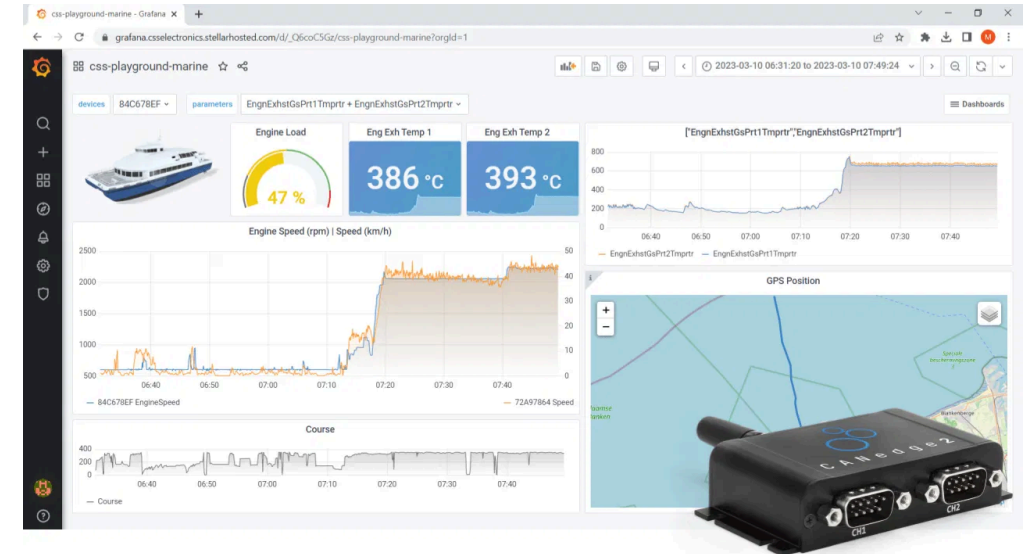 css-playground-marine - Grafana
grafana.csselectronics.stellarhosted.com/d/_Q6coC5Gz/css-playground-marine?orgId=1
M
css-playground-marine
2023-03-10 06:31:20 to 2023-03-10 07:49:24
devices 84C678EF parameters EngnExhstGsPrt1Tmprtr + EngnExhstGsPrt2Tmprtr
Dashboards
Engine Load
47 %
Eng Exh Temp 1
386 °C
Eng Exh Temp 2
393 °C
["EngnExhstGsPrt1Tmprtr","EngnExhstGsPrt2Tmprtr"]
800
600
400
200
0
06:40 06:50 07:00 07:10 07:20 07:30 07:40
EngnExhstGsPrt2Tmprtr EngnExhstGsPrt1Tmprtr
Engine Speed (rpm) | Speed (km/h)
2500 50
2000 40
30
1500
20
1000
10
500 0
06:40 06:50 07:00 07:10 07:20 07:30 07:40
84C678EF EngineSpeed 72A97864 Speed
Course
400
200
0
06:40 06:50 07:00 07:10 07:20 07:30 07:40
Course
GPS Position
+
−
Speciale
beschermingszone
Blankenberge
CANedge2
CH1
CH2